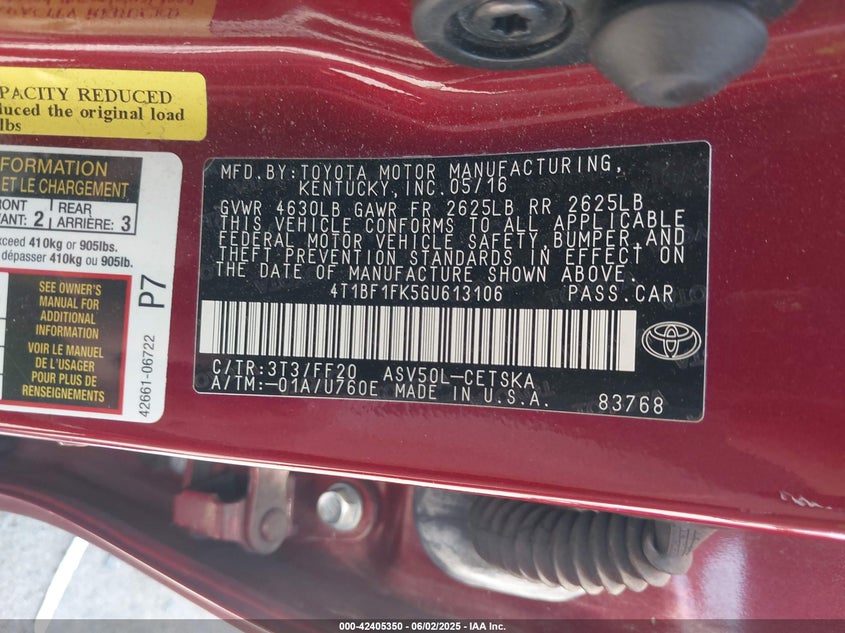 PACITY REDUCED
duced the original load
lbs
FORMATION
ET LE CHARGEMENT
FRONT
VANT: 2
REAR
ARRIÈRE: 3
xceed 410kg or 905lbs.
dépasser 410kg ou 905lb.
SEE OWNER'S
MANUAL FOR
ADDITIONAL
INFORMATION
VOIR LE MANUEL
DE L'USAGER
POUR PLUS DE
RENSEIGNEMENTS
P7
42661-06722
MFD.BY:TOYOTA MOTOR MANUFACTURING,
KENTUCKY, INC.05/16
GVWR 4630LB GAWR FR 2625LB RR 2625LB
THIS VEHICLE CONFORMS TO ALL APPLICABLE
FEDERAL MOTOR VEHICLE SAFETY,BUMPER,AND
THEFT PREVENTION STANDARDS IN EFFECT ON
THE DATE OF MANUFACTURE SHOWN ABOVE.
4T1BF1FK5GU613106 PASS.CAR
C/TR:3T3/FF20 ASV50L-CETSKA
A/TM:-01A/U760E MADE IN U.S.A. 83768
000-42405350 - 06/02/2025 - IAA Inc.